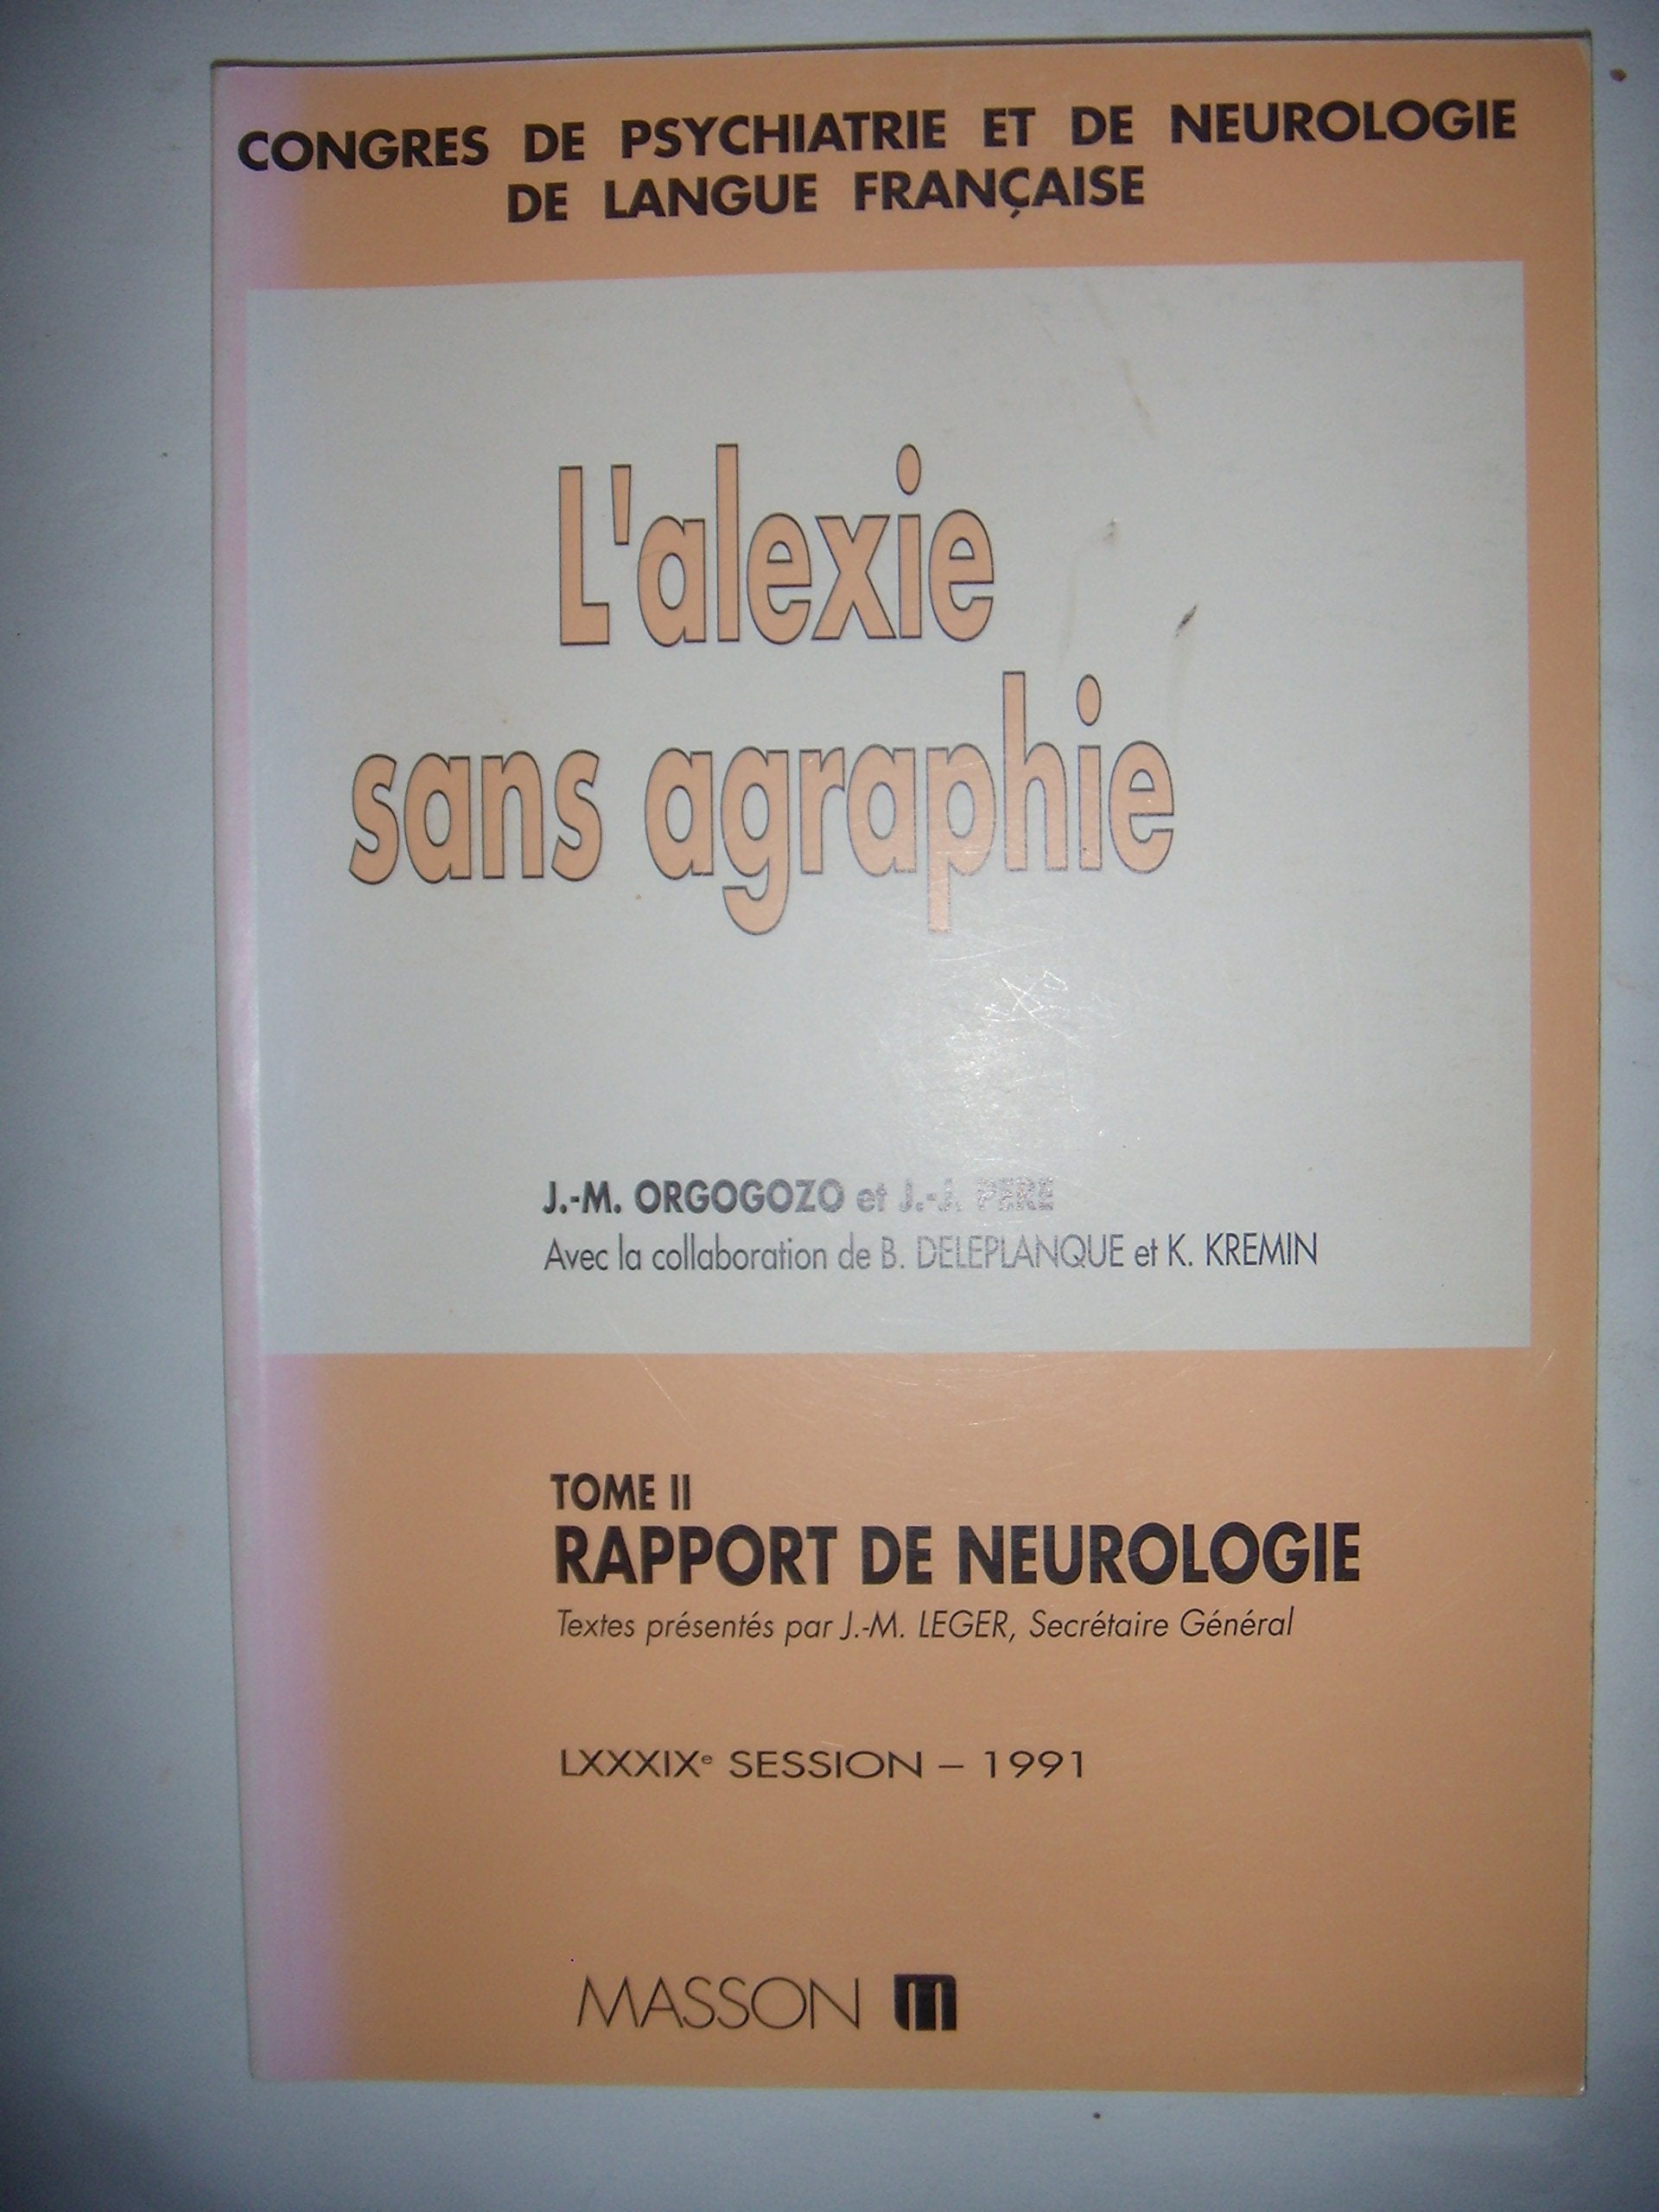 CONGRES DE PSYCHIATRIE ET DE NEUROLOGIE
DE LANGUE FRANÇAISE
L'alexie
sans agraphie
J.-M. ORGOGOZO et J.-J. PERE
Avec la collaboration de B. DELEPLANQUE et K. KREMIN
TOME II
RAPPORT DE NEUROLOGIE
Textes présentés par J.-M. LEGER, Secrétaire Général
LXXXIXe SESSION – 1991
MASSON m